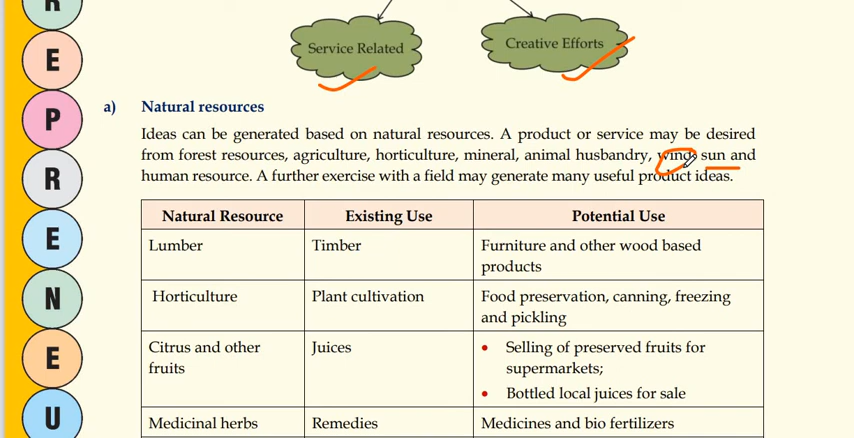 R
E
P
R
E
N
E
U
Service Related
Creative Efforts
a) Natural resources
Ideas can be generated based on natural resources. A product or service may be desired
from forest resources, agriculture, horticulture, mineral, animal husbandry, wind, sun and
human resource. A further exercise with a field may generate many useful product ideas.
Natural Resource Existing Use Potential Use
Lumber Timber Furniture and other wood based
products
Horticulture Plant cultivation Food preservation, canning, freezing
and pickling
Citrus and other Juices • Selling of preserved fruits for
fruits supermarkets;
• Bottled local juices for sale
Medicinal herbs Remedies Medicines and bio fertilizers